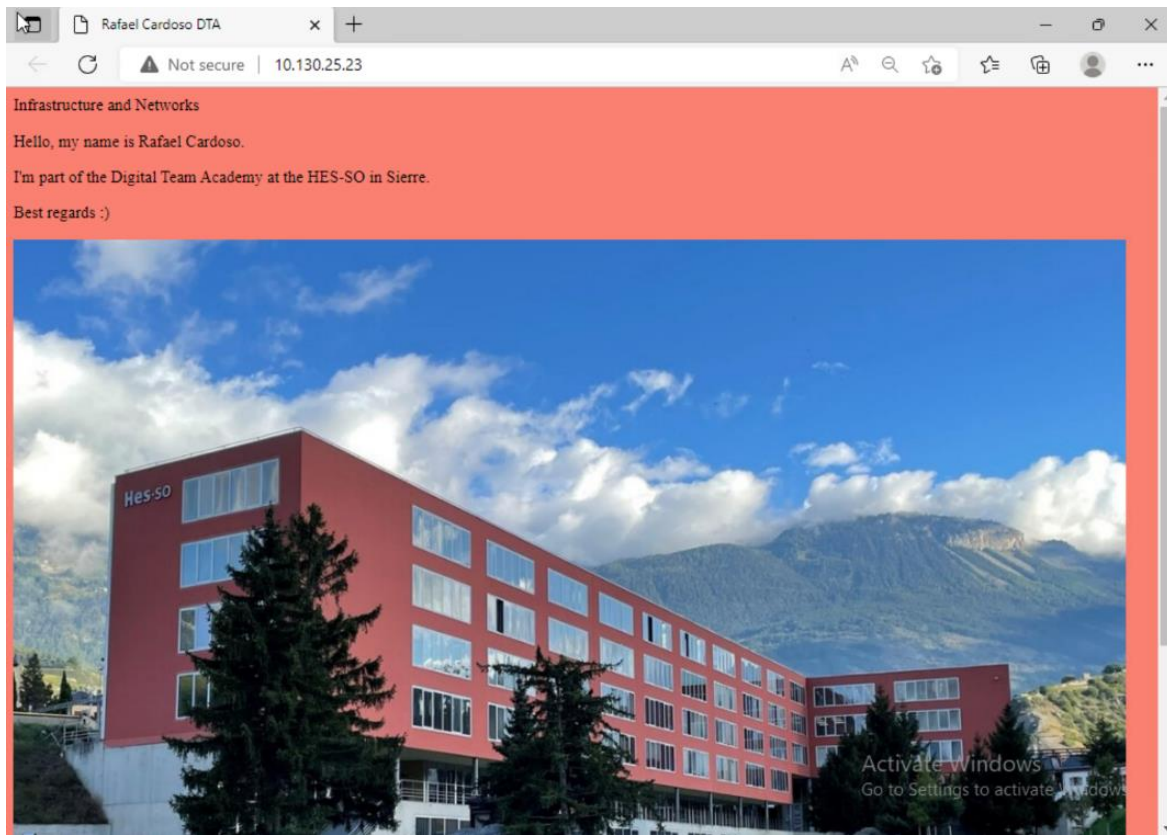 Rafael Cardoso DTA
Not secure | 10.130.25.23
Infrastructure and Networks
Hello, my name is Rafael Cardoso.
I'm part of the Digital Team Academy at the HES-SO in Sierre.
Best regards :)
Hes-so
Activate Windows
Go to Settings to activate Windows